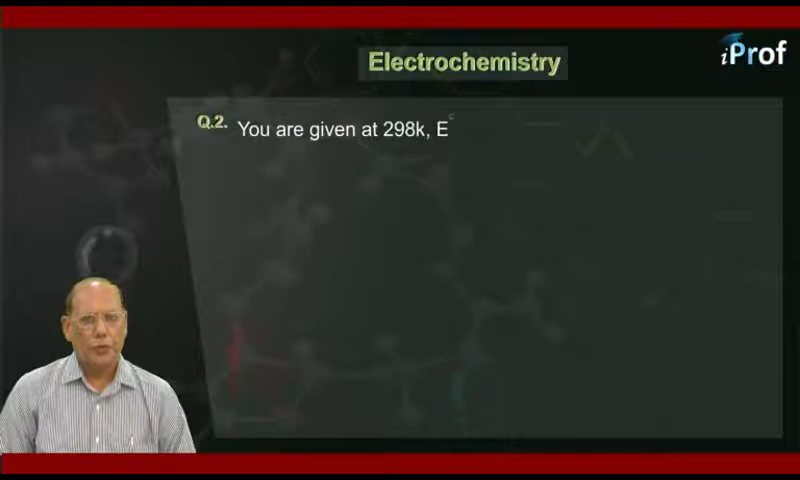 Electrochemistry
iProf
Q.2. You are given at 298k, E